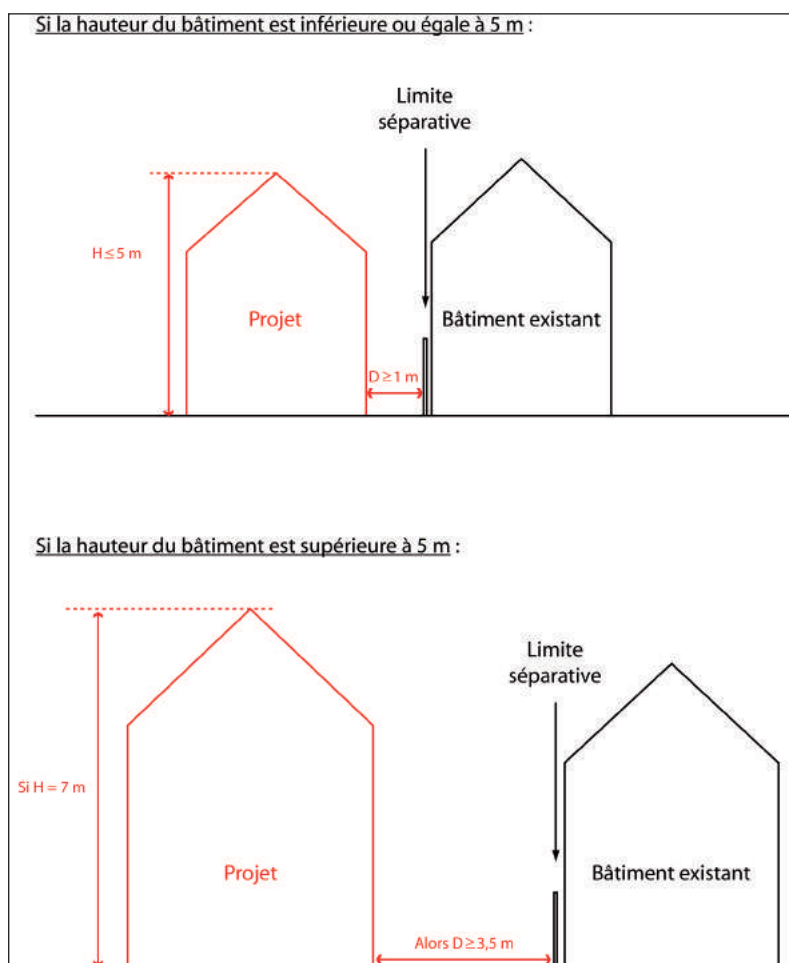 Si la hauteur du bâtiment est inférieure ou égale à 5 m :
Limite
séparative
H≤5 m
Projet
Bâtiment existant
D≥1 m
Si la hauteur du bâtiment est supérieure à 5 m :
Limite
séparative
Si H = 7 m
Projet
Bâtiment existant
Alors D≥3,5 m